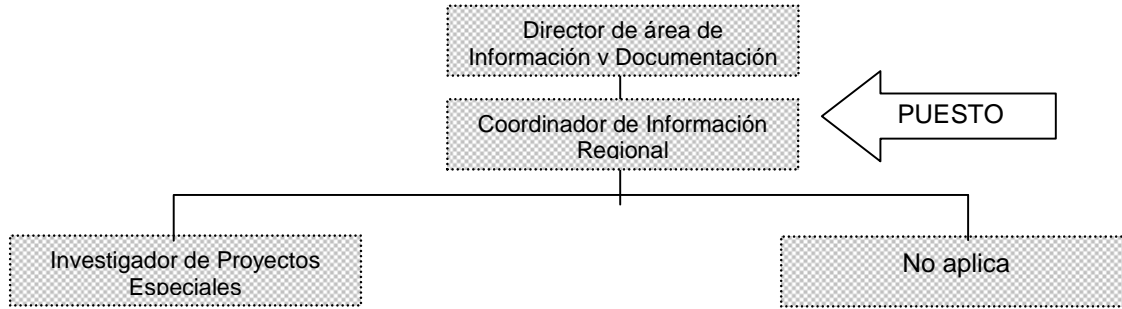 Director de área de
Información y Documentación
Coordinador de Información
Regional
PUESTO
Investigador de Proyectos
Especiales
No aplica